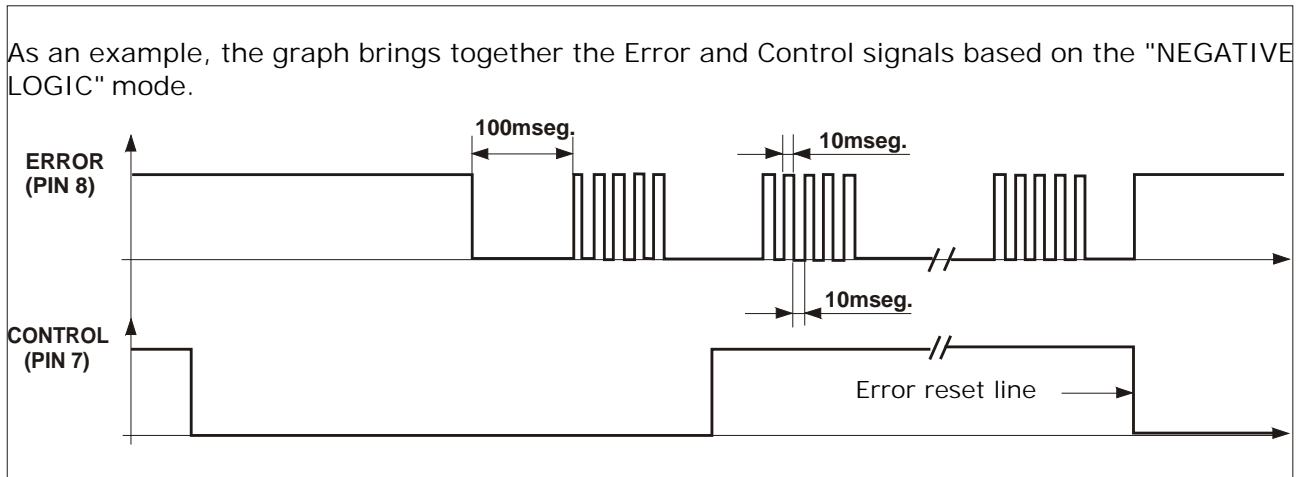 As an example, the graph brings together the Error and Control signals based on the "NEGATIVE
LOGIC" mode.
100mseg.
10mseg.
ERROR
(PIN 8)
10mseg.
CONTROL
(PIN 7)
Error reset line